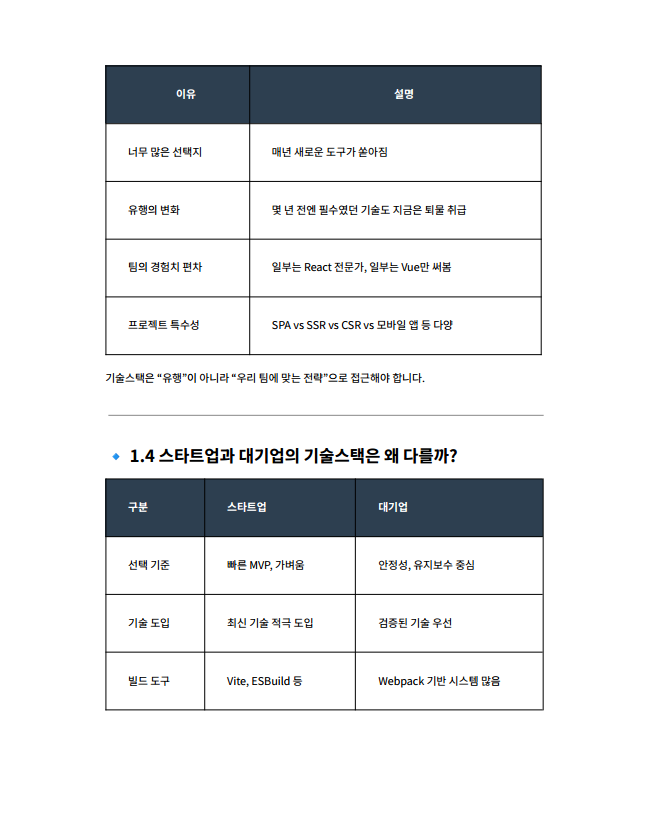 이유 설명
너무 많은 선택지 매년 새로운 도구가 쏟아짐
유행의 변화 몇 년 전엔 필수였던 기술도 지금은 퇴물 취급
팀의 경험치 편차 일부는 React 전문가, 일부는 Vue만 써봄
프로젝트 특수성 SPA vs SSR vs CSR vs 모바일 앱 등 다양
기술스택은 “유행”이 아니라 “우리 팀에 맞는 전략”으로 접근해야 합니다.
1.4 스타트업과 대기업의 기술스택은 왜 다를까?
구분 스타트업 대기업
선택 기준 빠른 MVP, 가벼움 안정성, 유지보수 중심
기술 도입 최신 기술 적극 도입 검증된 기술 우선
빌드 도구 Vite, ESBuild 등 Webpack 기반 시스템 많음